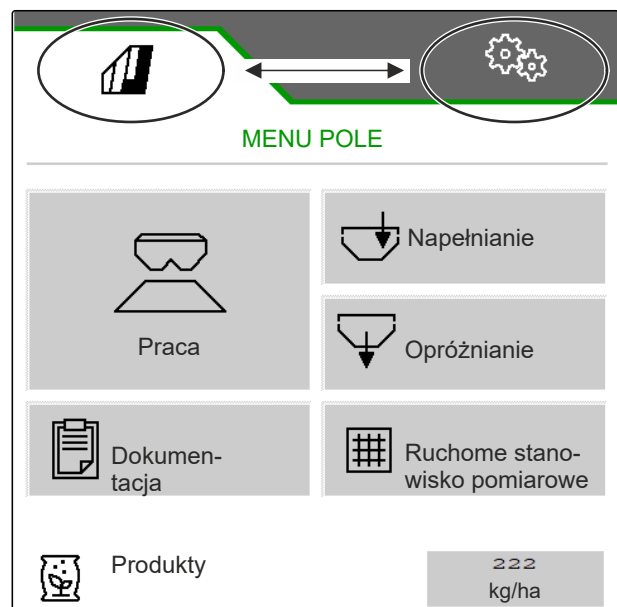 MENU POLE
Praca
Napełnianie
Opróżnianie
Dokumen-
tacja
Ruchome stano-
wisko pomiarowe
Produkty
222
kg/ha